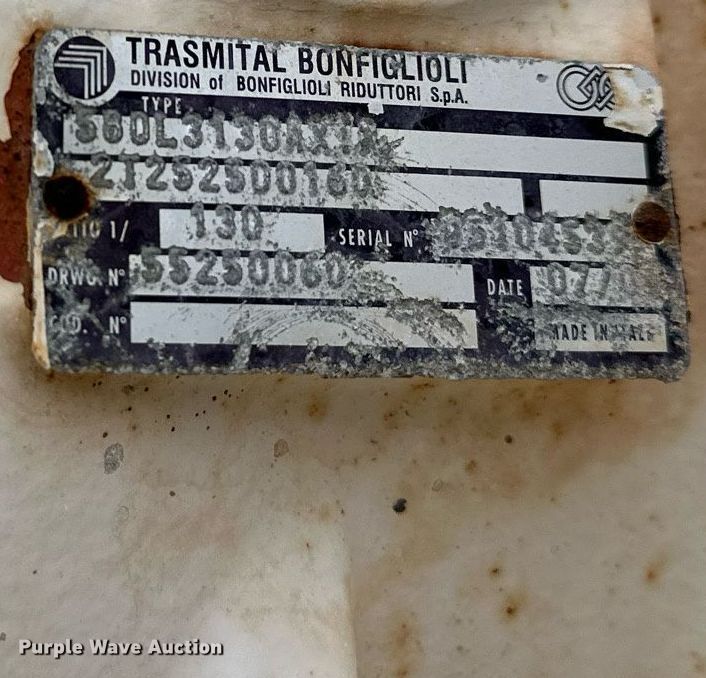 TRASMITAL BONFIGLIOLI
DIVISION of BONFIGLIOLI RIDUTTORI S.p.A.
TYPE
2T252500160
1/ 130 SERIAL N°
DRWG. N° 55250060 DATE
N° MADE IN ITALY
Purple Wave Auction